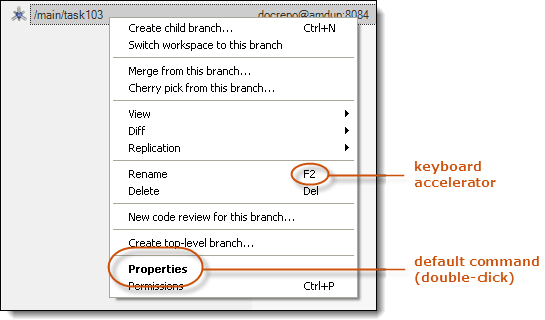 /main/task103 docrepo@amdup:8084
Create child branch... Ctrl+N
Switch workspace to this branch
Merge from this branch...
Cherry pick from this branch...
View
Diff
Replication
Rename F2
keyboard
accelerator
Delete Del
New code review for this branch...
Create top-level branch...
Properties
default command
(double-click)
Permissions Ctrl+P